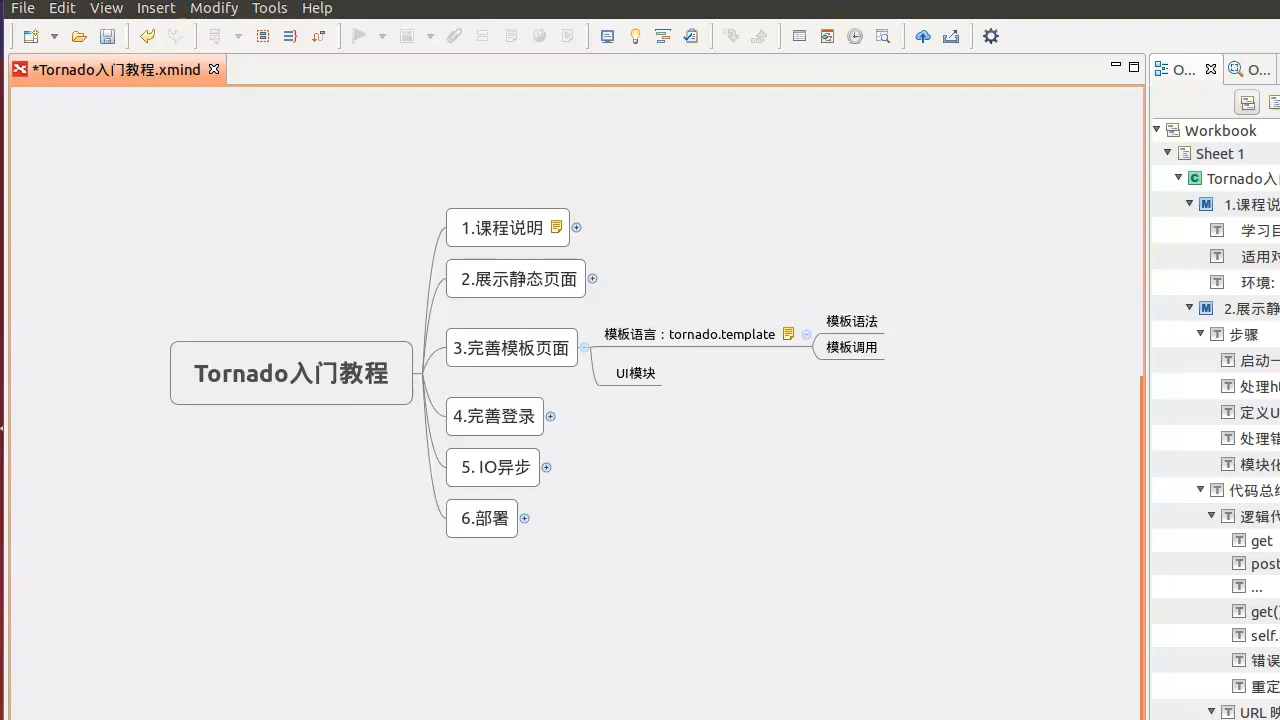 File Edit View Insert Modify Tools Help
*Tornado入门教程.xmind
O...
O...
1.课程说明
2.展示静态页面
3.完善模板页面
模板语言：tornado.template
模板语法
模板调用
UI模块
Tornado入门教程
4.完善登录
5. IO异步
6.部署
Workbook
Sheet 1
Tornado入
1.课程说
学习目
适用对
环境:
2.展示静
步骤
启动一
处理ht
定义U
处理错
模块化
代码总结
逻辑代
get
post
...
get(
self.
错误
重定
URL 映